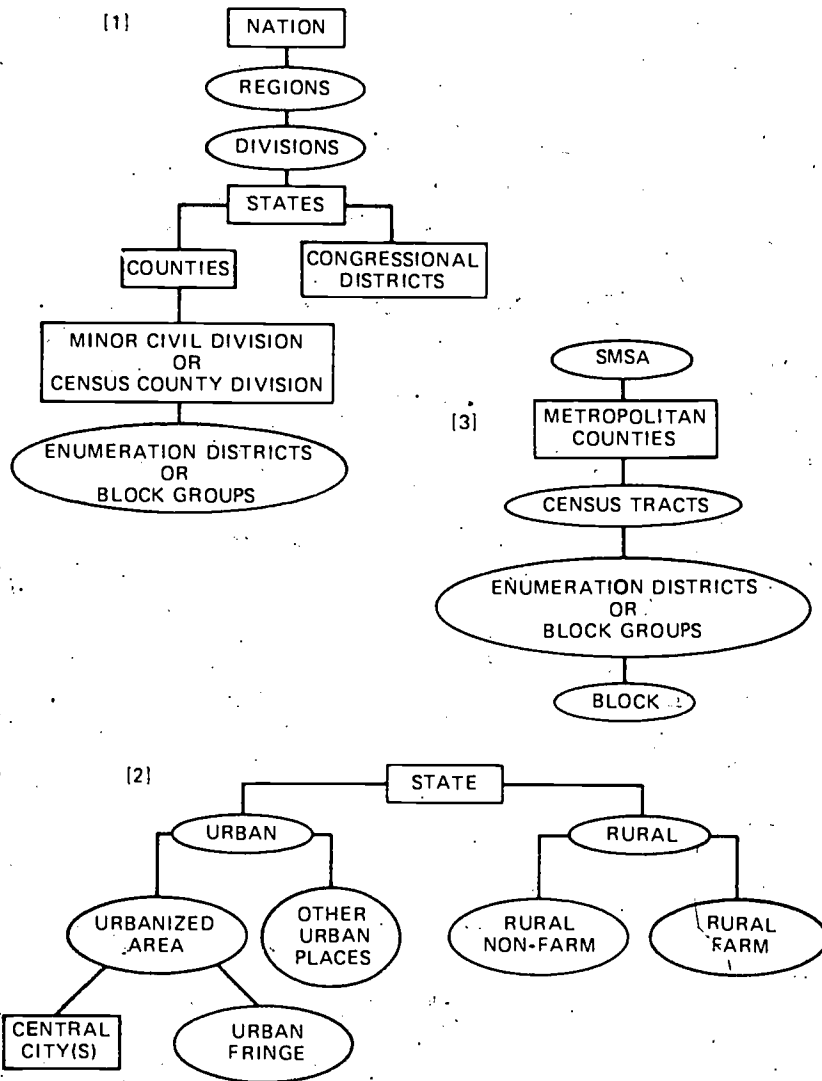 [1]
NATION
REGIONS
DIVISIONS
STATES
COUNTIES
CONGRESSIONAL
DISTRICTS
MINOR CIVIL DIVISION
OR
CENSUS COUNTY DIVISION
ENUMERATION DISTRICTS
OR
BLOCK GROUPS
[3]
SMSA
METROPOLITAN
COUNTIES
CENSUS TRACTS
ENUMERATION DISTRICTS
OR
BLOCK GROUPS
BLOCK
[2]
STATE
URBAN
RURAL
URBANIZED
AREA
OTHER
URBAN
PLACES
RURAL
NON-FARM
RURAL
FARM
CENTRAL
CITY(S)
URBAN
FRINGE